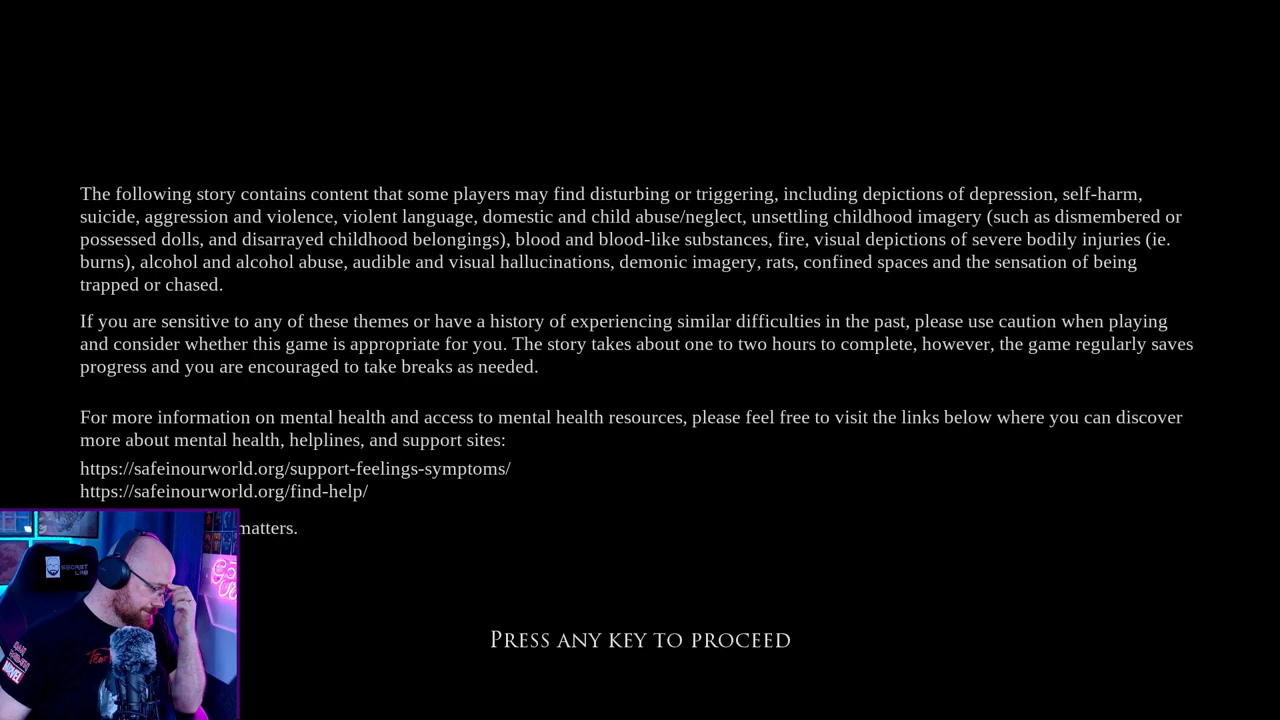 The following story contains content that some players may find disturbing or triggering, including depictions of depression, self-harm,
suicide, aggression and violence, violent language, domestic and child abuse/neglect, unsettling childhood imagery (such as dismembered or
possessed dolls, and disarrayed childhood belongings), blood and blood-like substances, fire, visual depictions of severe bodily injuries (ie.
burns), alcohol and alcohol abuse, audible and visual hallucinations, demonic imagery, rats, confined spaces and the sensation of being
trapped or chased.
If you are sensitive to any of these themes or have a history of experiencing similar difficulties in the past, please use caution when playing
and consider whether this game is appropriate for you. The story takes about one to two hours to complete, however, the game regularly saves
progress and you are encouraged to take breaks as needed.
For more information on mental health and access to mental health resources, please feel free to visit the links below where you can discover
more about mental health, helplines, and support sites:
https://safeinourworld.org/support-feelings-symptoms/
https://safeinourworld.org/find-help/
matters.
SECRET
LAB
MARVEL
PRESS ANY KEY TO PROCEED